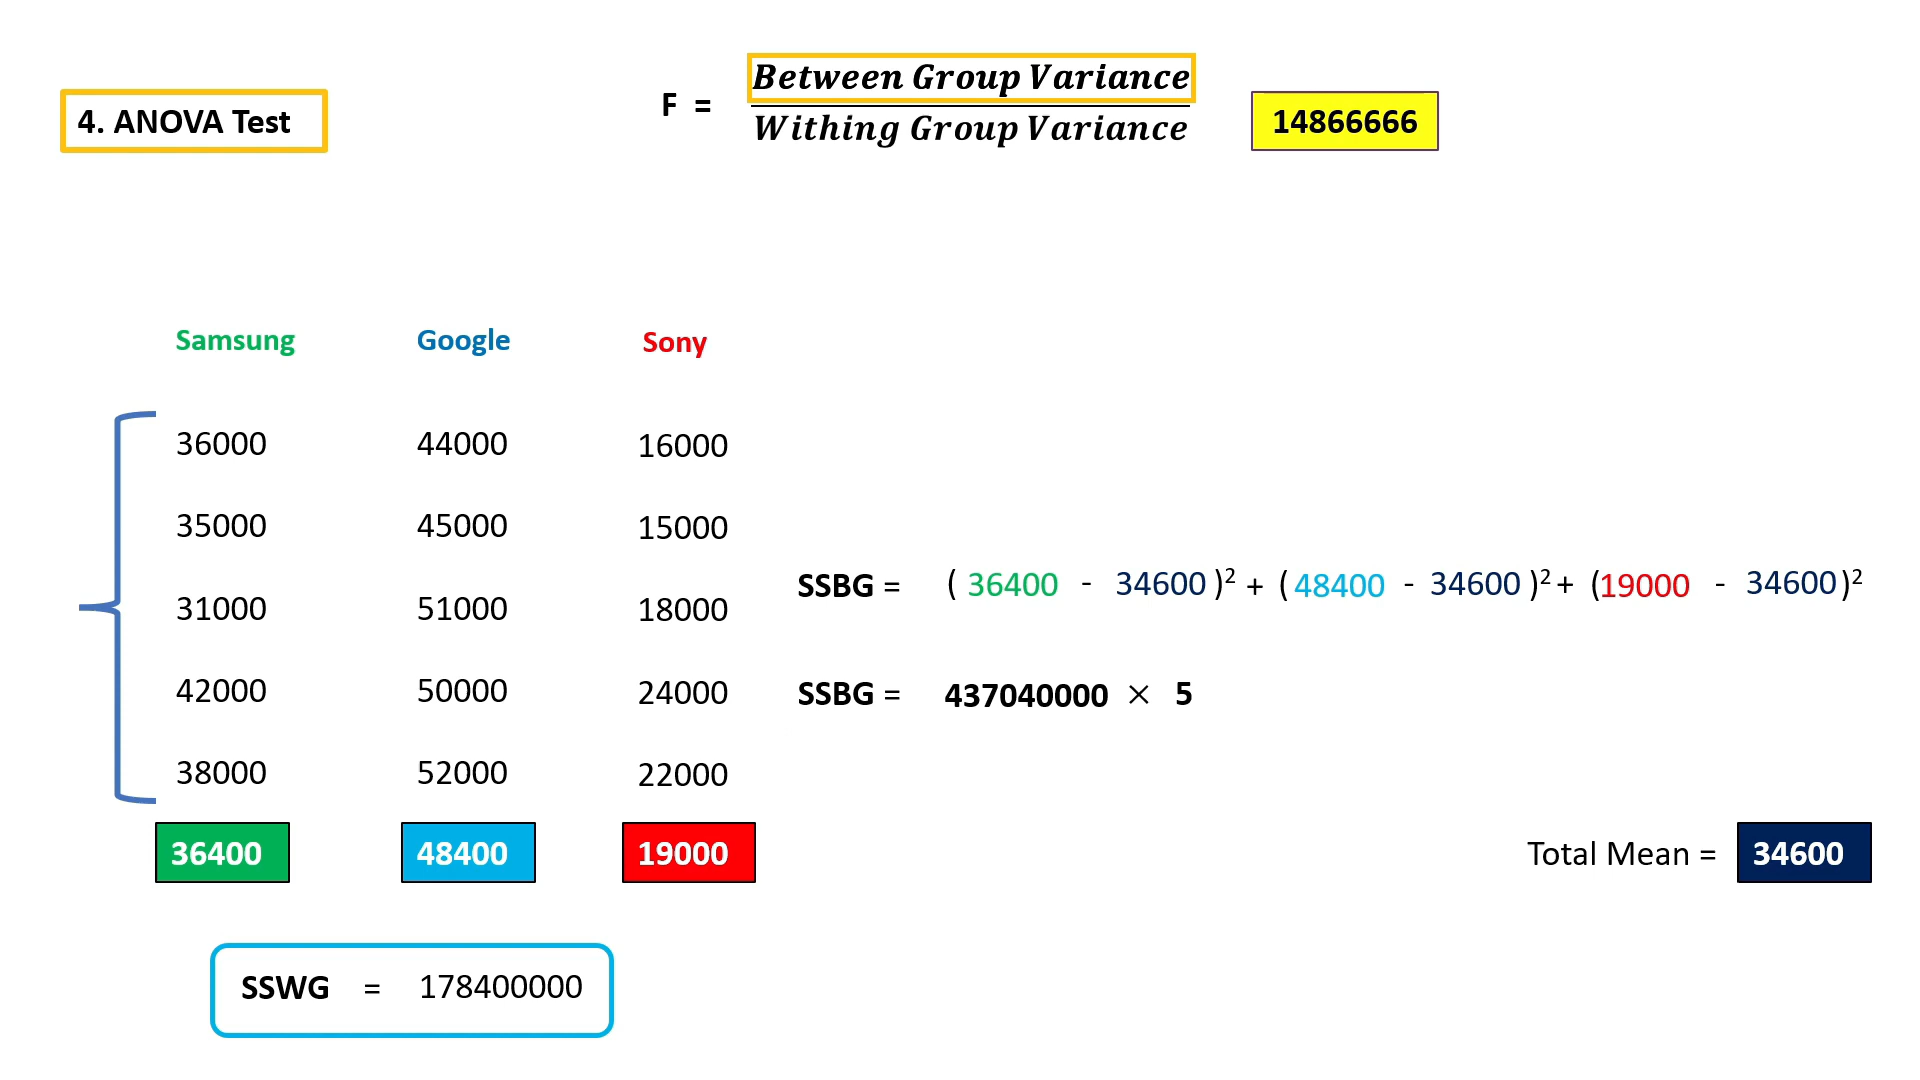 4. ANOVA Test
F =
Between Group Variance
Withing Group Variance
14866666
Samsung Google Sony
36000 44000 16000
35000 45000 15000
31000 51000 18000
42000 50000 24000
38000 52000 22000
36400 48400 19000
SSBG = ( 36400 - 34600 )² + ( 48400 - 34600 )² + (19000 - 34600 )²
SSBG = 437040000 × 5
Total Mean = 34600
SSWG = 178400000